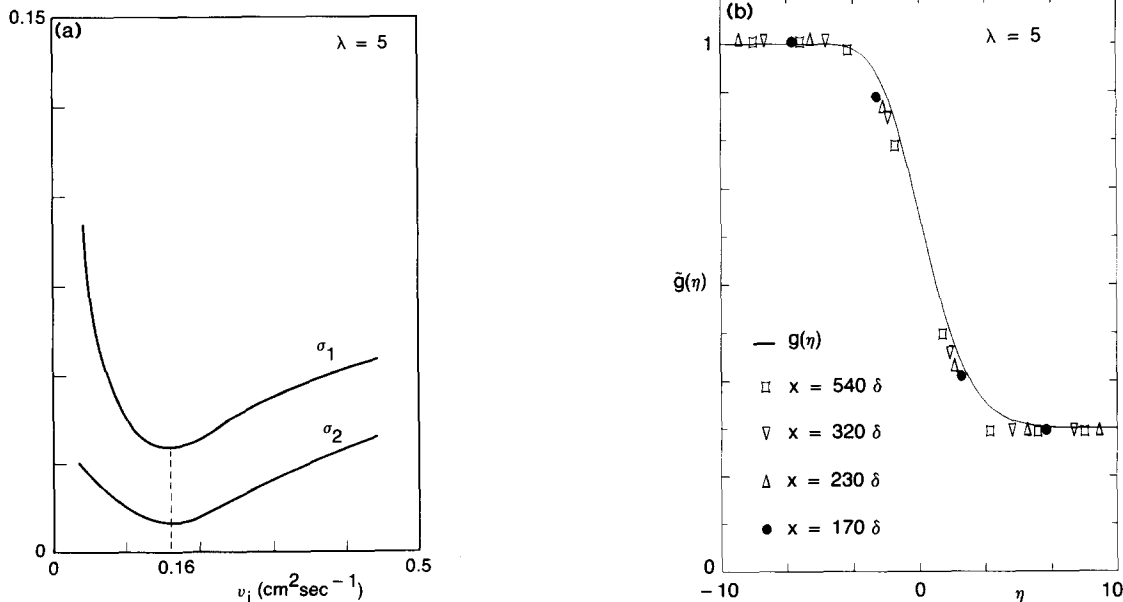 0.15
(a)
λ = 5
σ1
σ2
0
0
0.16
0.5
νi (cm2sec−1)
(b)
λ = 5
1
g̃(η)
g(η)
x = 540 δ
x = 320 δ
x = 230 δ
x = 170 δ
0
−10
0
η
10